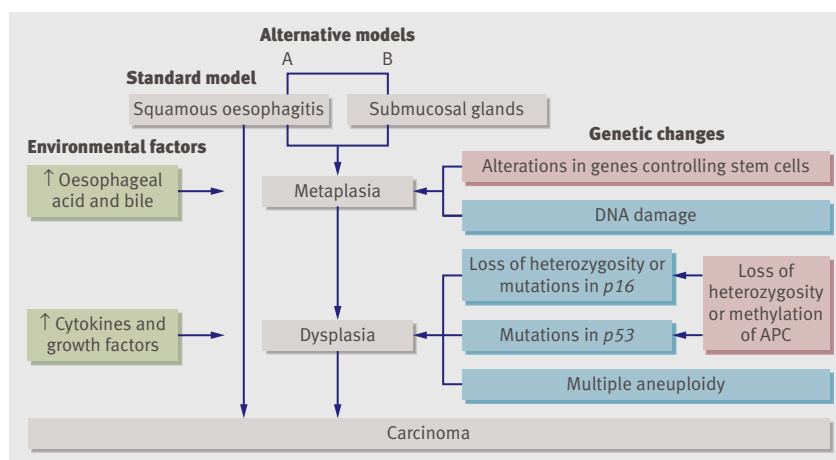 Alternative models
A B
Standard model
Squamous oesophagitis
Submucosal glands
Environmental factors
Genetic changes
↑ Oesophageal
acid and bile
Metaplasia
Alterations in genes controlling stem cells
DNA damage
Loss of heterozygosity or
mutations in p16
Loss of
heterozygosity
or methylation
of APC
↑ Cytokines and
growth factors
Dysplasia
Mutations in p53
Multiple aneuploidy
Carcinoma